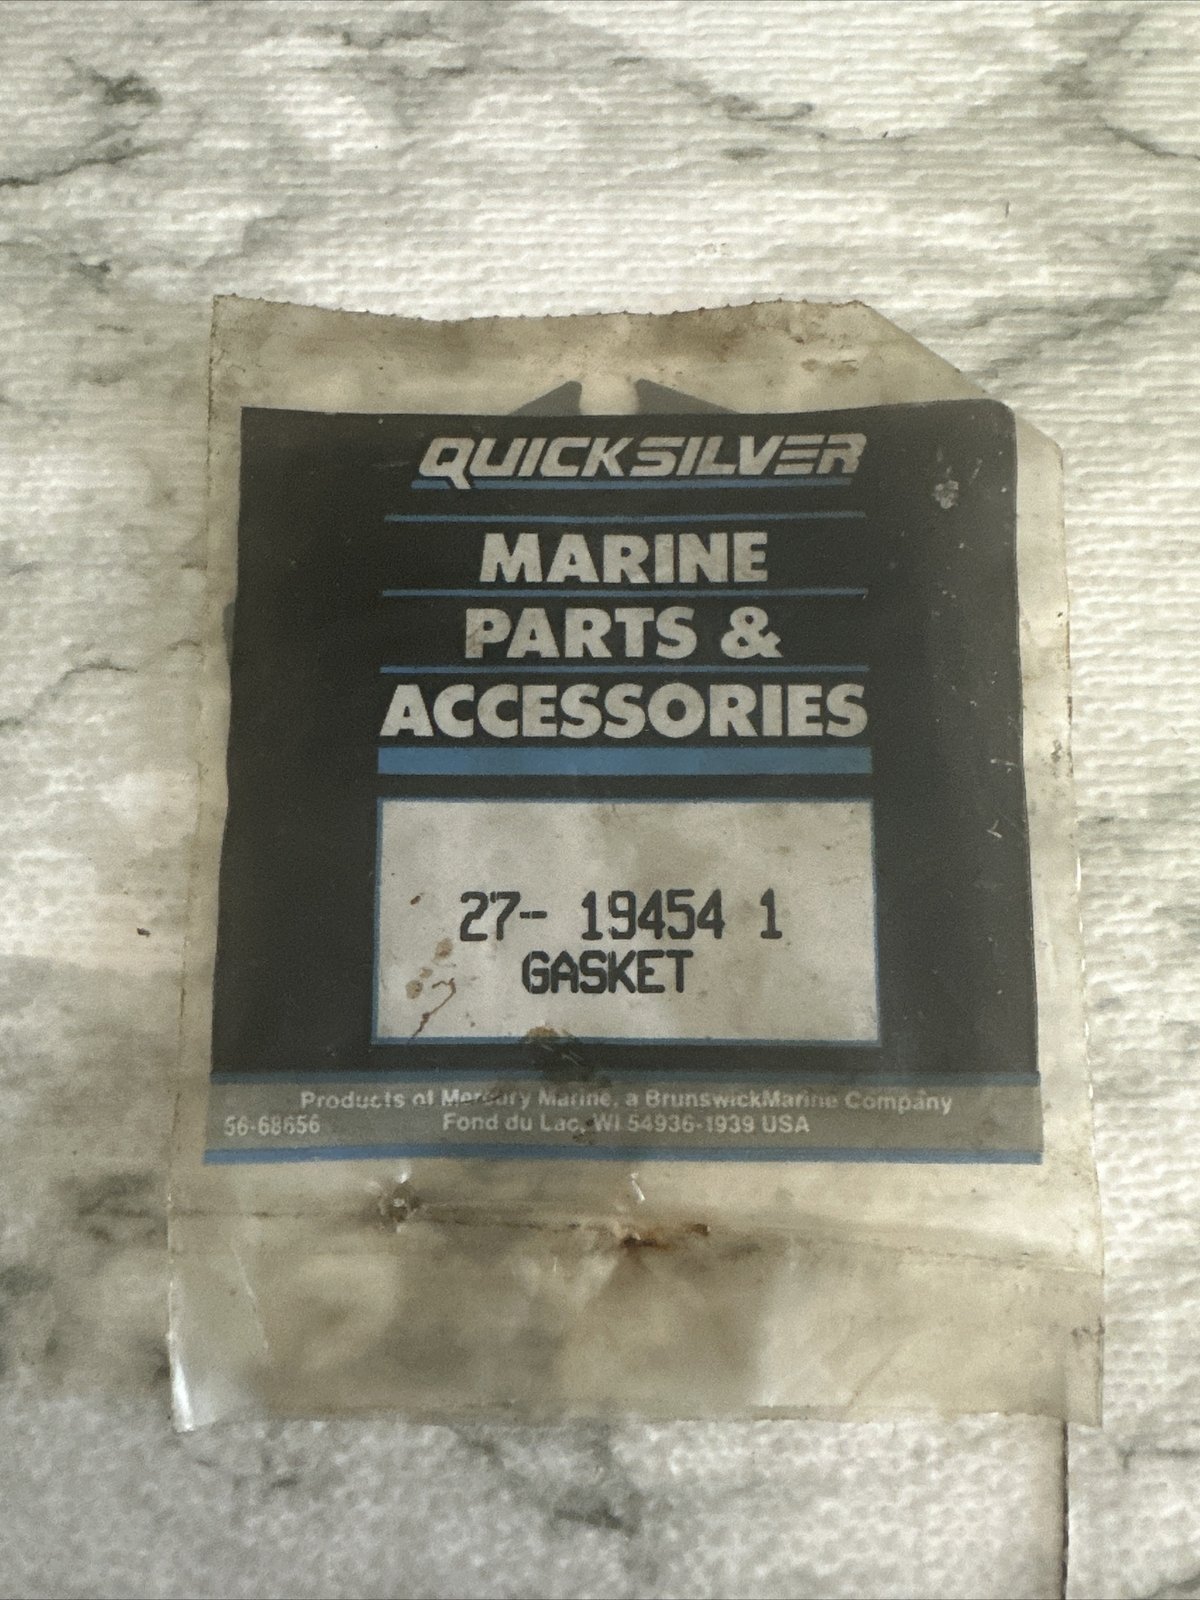 QUICKSILVER
MARINE
PARTS &
ACCESSORIES
27-- 19454 1
GASKET
Products of Mercury Marine, a BrunswickMarine Company
56-68656
Fond du Lac, WI 54936-1939 USA